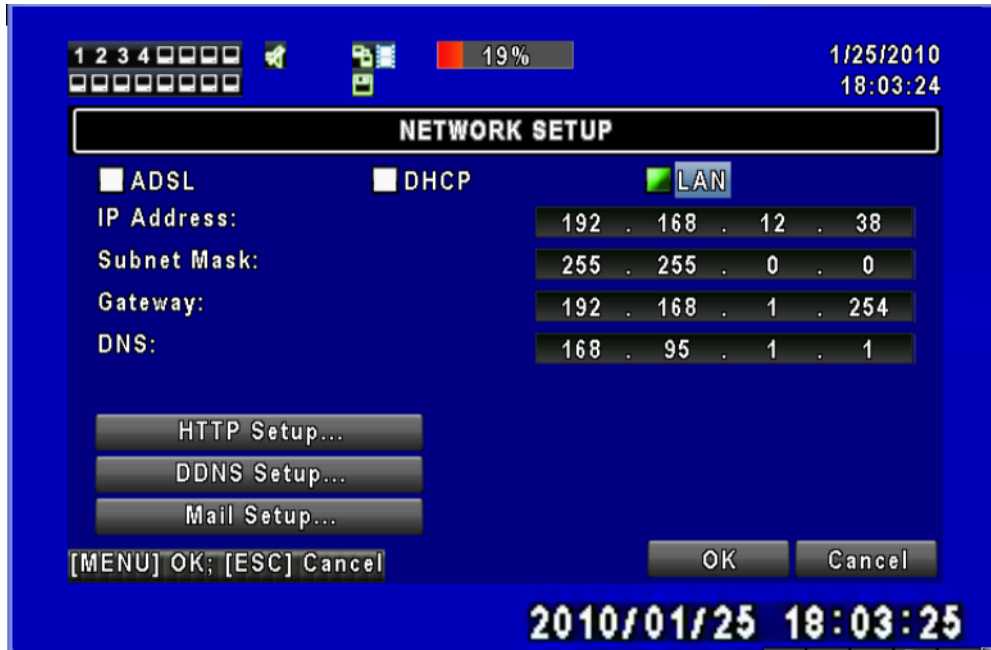 1 2 3 4 19% 1/25/2010
18:03:24
NETWORK SETUP
ADSL DHCP LAN
IP Address: 192 . 168 . 12 . 38
Subnet Mask: 255 . 255 . 0 . 0
Gateway: 192 . 168 . 1 . 254
DNS: 168 . 95 . 1 . 1
HTTP Setup...
DDNS Setup...
Mail Setup...
[MENU] OK; [ESC] Cancel OK Cancel
2010/01/25 18:03:25